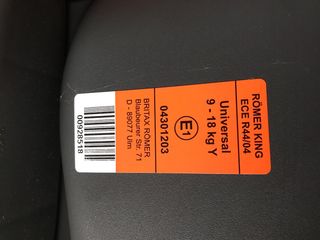 RÖMER KING
ECE R44/04
Universal
9 - 18 kg Y
E1
04301203
BRITAX RÖMER
Blaubeurer Str. 71
D - 89077 Ulm
00928518